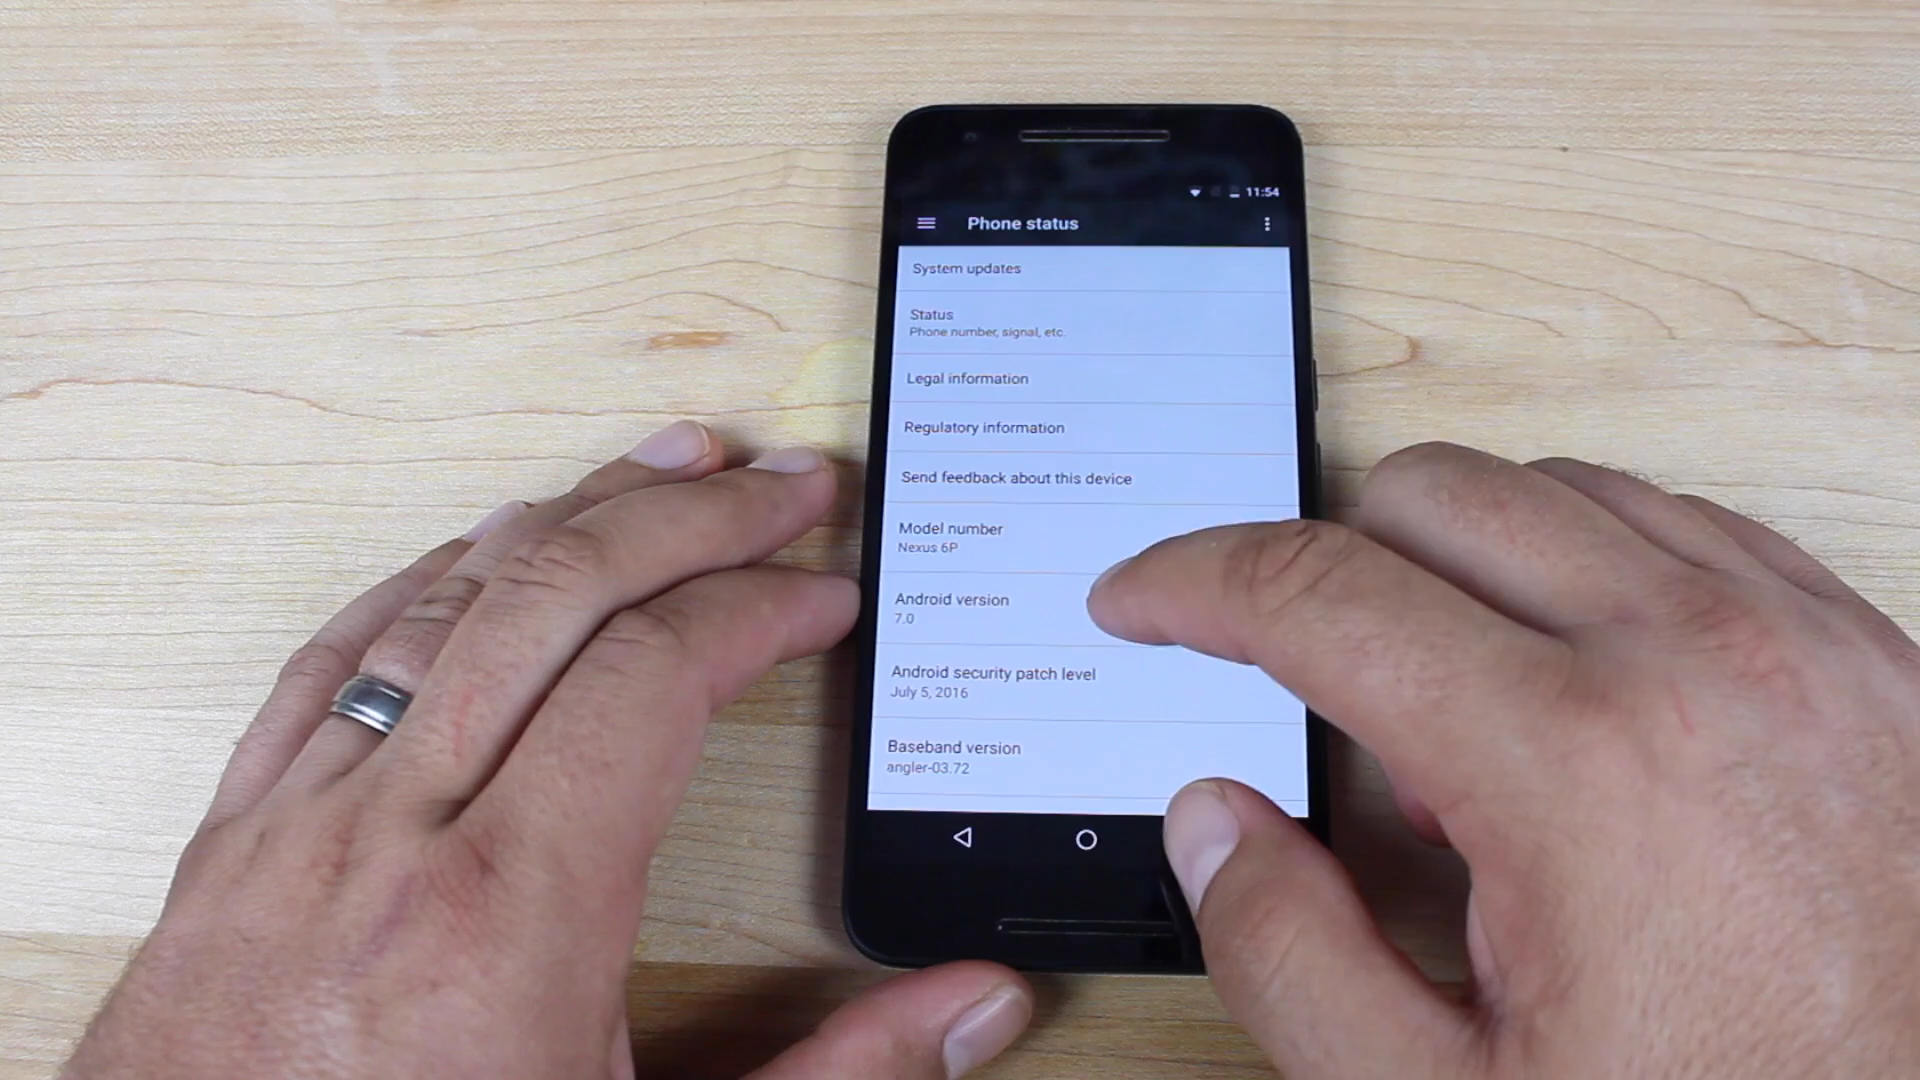 11:54
Phone status
System updates
Status
Phone number, signal, etc.
Legal information
Regulatory information
Send feedback about this device
Model number
Nexus 6P
Android version
7.0
Android security patch level
July 5, 2016
Baseband version
angler-03.72